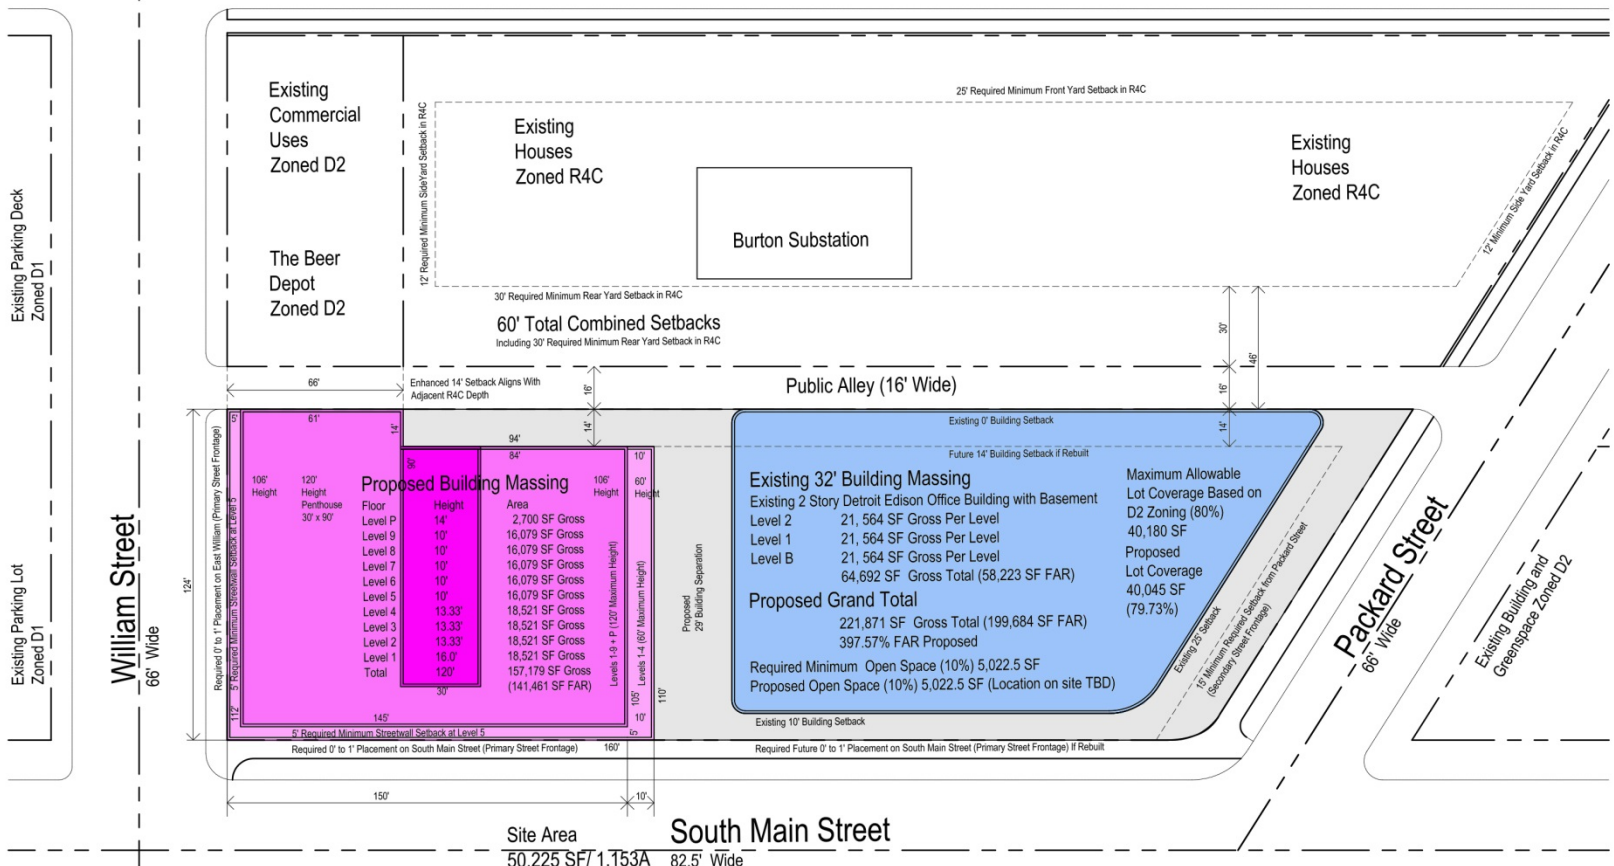 Existing
Commercial
Uses
Zoned D2
The Beer
Depot
Zoned D2
Existing Parking Deck
Zoned D1
Existing Parking Lot
Zoned D1
William Street
66' Wide
25' Required Minimum Front Yard Setback in R4C
12' Required Minimum SideYard Setback in R4C
Existing
Houses
Zoned R4C
Burton Substation
Existing
Houses
Zoned R4C
12' Minimum Side Yard Setback in R4C
30' Required Minimum Rear Yard Setback in R4C
60' Total Combined Setbacks
Including 30' Required Minimum Rear Yard Setback in R4C
30'
46'
16'
14'
66'
Enhanced 14' Setback Aligns With
Adjacent R4C Depth
16'
14'
Public Alley (16' Wide)
124'
Required 0' to 1' Placement on East William (Primary Street Frontage)
5' Required Minimum Streetwall Setback at Level 5
5'
61'
14'
94'
84'
10'
90'
106'
Height
120'
Height
Penthouse
30' x 90'
Proposed Building Massing
106'
Height
60'
Height
Floor Height Area
Level P 14' 2,700 SF Gross
Level 9 10' 16,079 SF Gross
Level 8 10' 16,079 SF Gross
Level 7 10' 16,079 SF Gross
Level 6 10' 16,079 SF Gross
Level 5 10' 16,079 SF Gross
Level 4 13.33' 18,521 SF Gross
Level 3 13.33' 18,521 SF Gross
Level 2 13.33' 18,521 SF Gross
Level 1 16.0' 18,521 SF Gross
Total 120' 157,179 SF Gross
(141,461 SF FAR)
30'
Levels 1-9 + P (120' Maximum Height)
Levels 1-4 (60' Maximum Height)
112'
145'
105'
110'
10'
5'
5' Required Minimum Streetwall Setback at Level 5
Required 0' to 1' Placement on South Main Street (Primary Street Frontage)
160'
150'
10'
Proposed
29' Building Separation
Existing 0' Building Setback
Future 14' Building Setback if Rebuilt
Existing 32' Building Massing
Existing 2 Story Detroit Edison Office Building with Basement
Level 2 21, 564 SF Gross Per Level
Level 1 21, 564 SF Gross Per Level
Level B 21, 564 SF Gross Per Level
64,692 SF Gross Total (58,223 SF FAR)
Proposed Grand Total
221,871 SF Gross Total (199,684 SF FAR)
397.57% FAR Proposed
Required Minimum Open Space (10%) 5,022.5 SF
Proposed Open Space (10%) 5,022.5 SF (Location on site TBD)
Maximum Allowable
Lot Coverage Based on
D2 Zoning (80%)
40,180 SF
Proposed
Lot Coverage
40,045 SF
(79.73%)
Existing 10' Building Setback
Required Future 0' to 1' Placement on South Main Street (Primary Street Frontage) If Rebuilt
Existing 25' Setback
15' Minimum Required Setback from Packard Street
(Secondary Street Frontage)
Packard Street
66' Wide
Existing Building and
Greenspace Zoned D2
Site Area
50,225 SF/ 1.153A
South Main Street
82.5' Wide